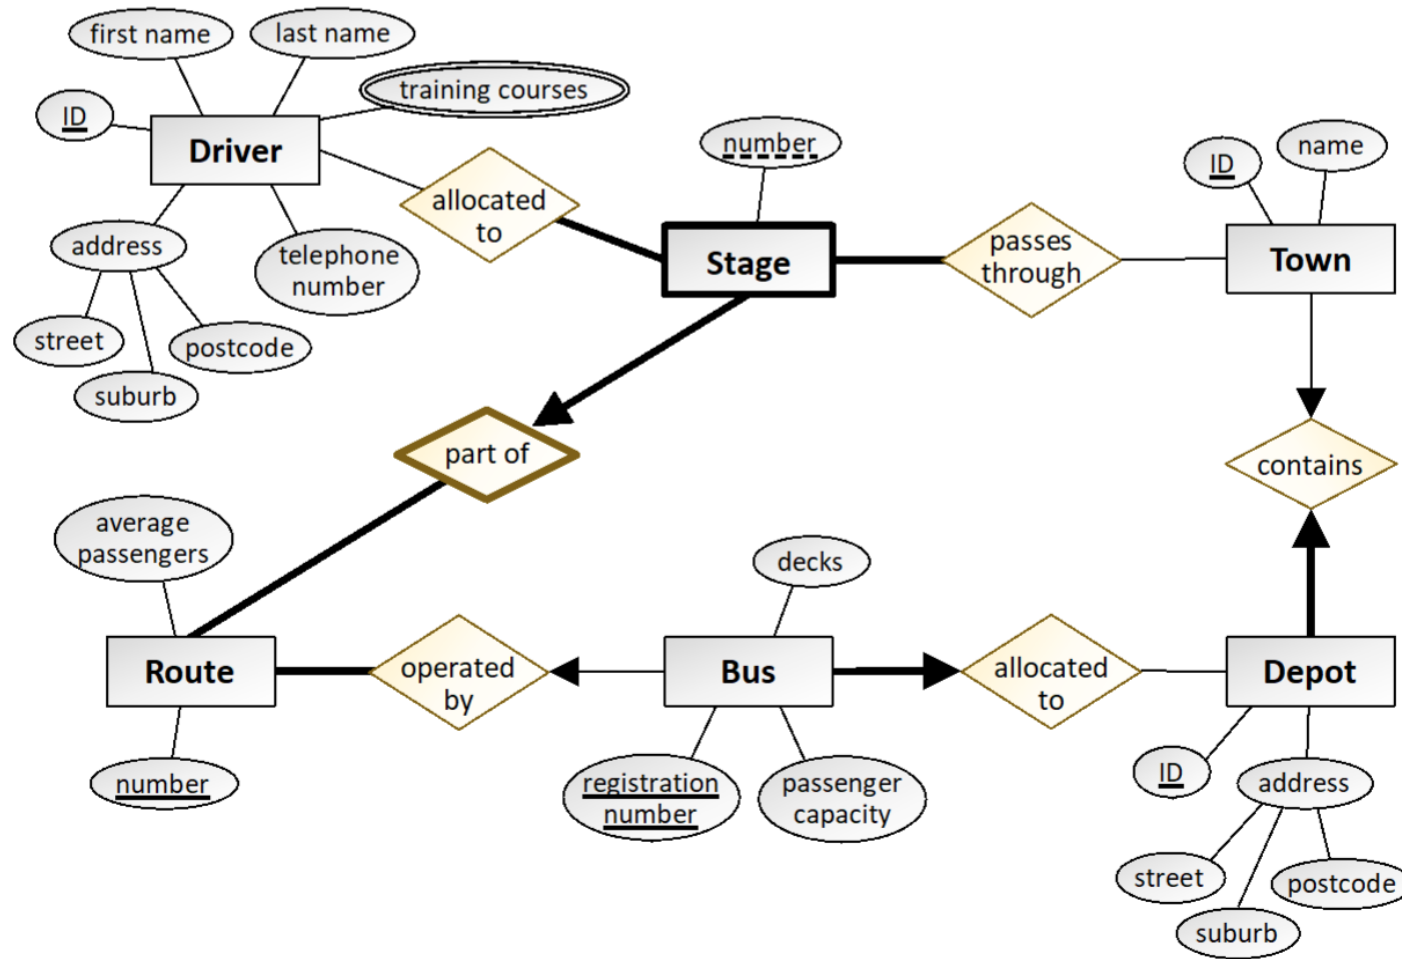 first name
last name
training courses
ID
Driver
number
name
ID
allocated
to
address
telephone
number
Stage
passes
through
Town
street
postcode
suburb
part of
contains
average
passengers
decks
Route
operated
by
Bus
allocated
to
Depot
number
registration
number
passenger
capacity
ID
address
street
postcode
suburb